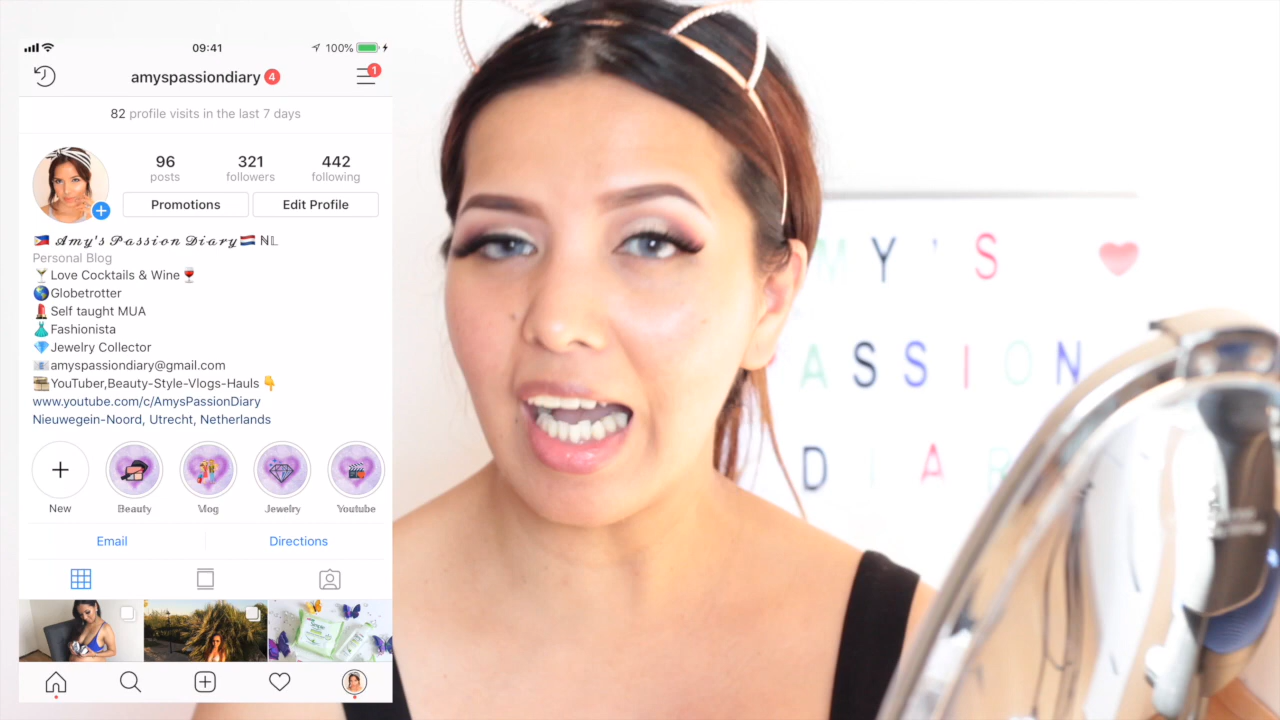 09:41
100%
amyspassiondiary 4
1
82 profile visits in the last 7 days
96
posts
321
followers
442
following
Promotions
Edit Profile
🇵🇭 𝒜𝓂𝓎'𝓈 𝒫𝒶𝓈𝓈𝒾𝑜𝓃 𝒟𝒾𝒶𝓇𝓎 🇳🇱 ℕ𝕃
Personal Blog
🍸Love Cocktails & Wine🍷
🌎Globetrotter
💄Self taught MUA
👗Fashionista
💎Jewelry Collector
📧amyspassiondiary@gmail.com
🎬YouTuber,Beauty-Style-Vlogs-Hauls 👇
www.youtube.com/c/AmysPassionDiary
Nieuwegein-Noord, Utrecht, Netherlands
New
Beauty
Vlog
Jewelry
Youtube
Email
Directions
MY'S
ASSION
DIAR